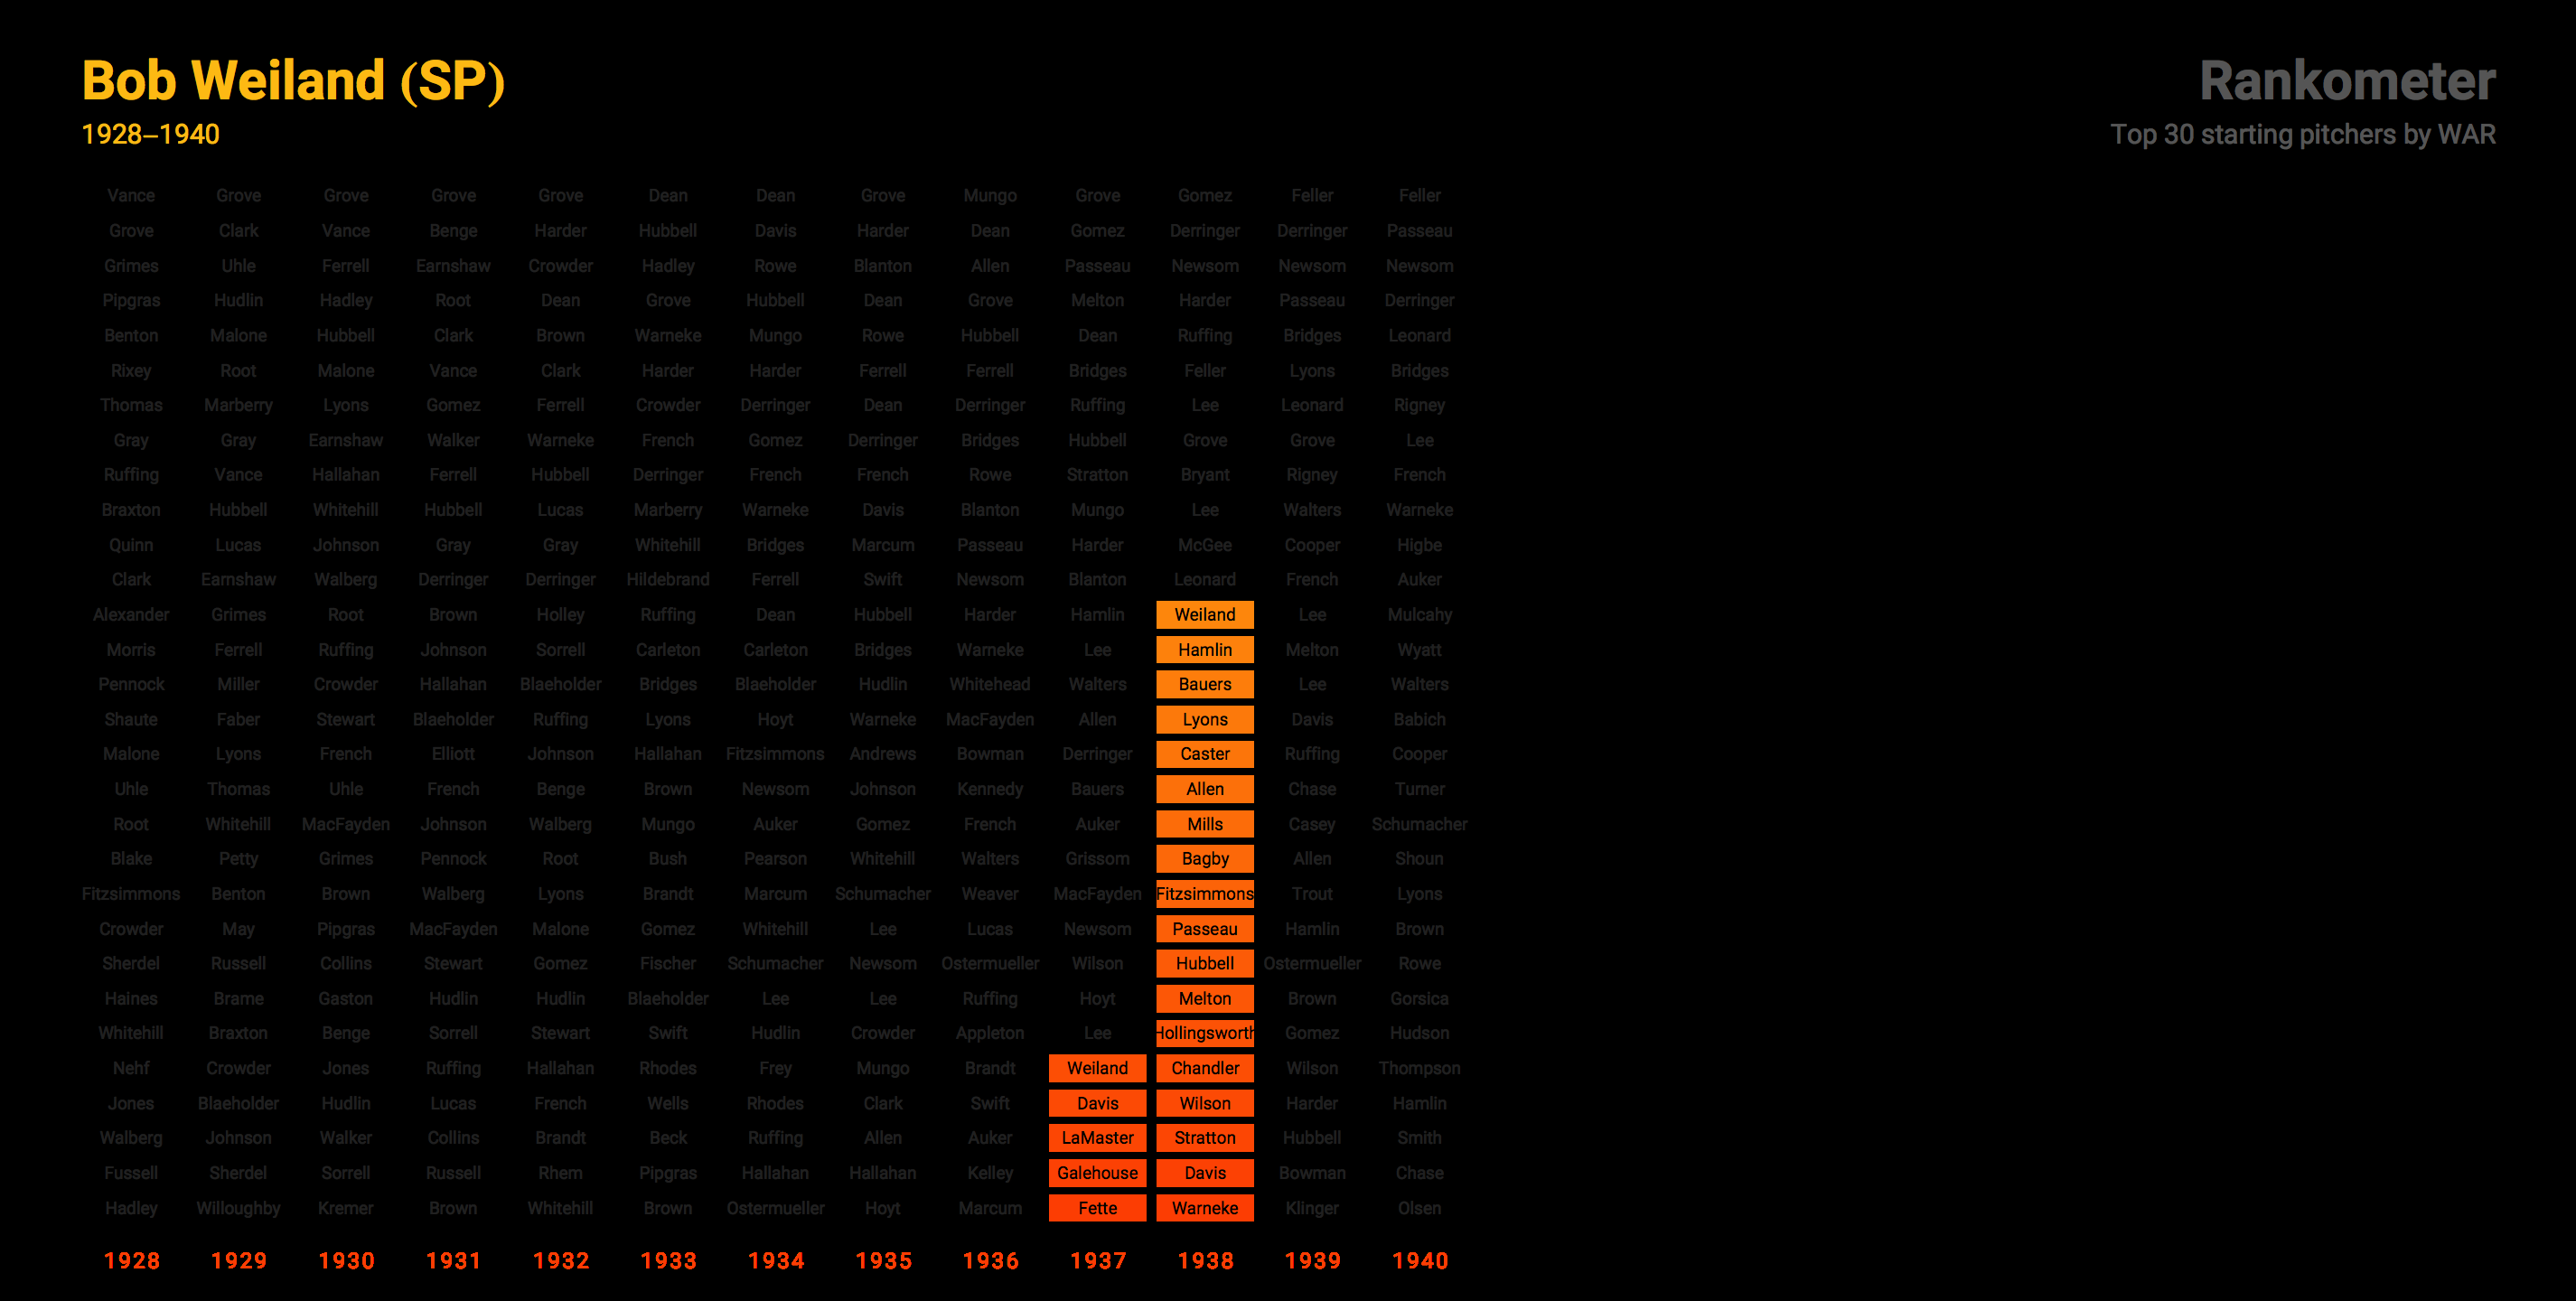 Bob Weiland (SP)
Rankometer
1928–1940
Top 30 starting pitchers by WAR
Vance Grove Grove Grove Grove Dean Dean Grove Mungo Grove Gomez Feller Feller
Grove Clark Vance Benge Harder Hubbell Davis Harder Dean Gomez Derringer Derringer Passeau
Grimes Uhle Ferrell Earnshaw Crowder Hadley Rowe Blanton Allen Passeau Newsom Newsom Newsom
Pipgras Hudlin Hadley Root Dean Grove Hubbell Dean Grove Melton Harder Passeau Derringer
Benton Malone Hubbell Clark Brown Warneke Mungo Rowe Hubbell Dean Ruffing Bridges Leonard
Rixey Root Malone Vance Clark Harder Harder Ferrell Ferrell Bridges Feller Lyons Bridges
Thomas Marberry Lyons Gomez Ferrell Crowder Derringer Dean Derringer Ruffing Lee Leonard Rigney
Gray Gray Earnshaw Walker Warneke French Gomez Derringer Bridges Hubbell Grove Grove Lee
Ruffing Vance Hallahan Ferrell Hubbell Derringer French French Rowe Stratton Bryant Rigney French
Braxton Hubbell Whitehill Hubbell Lucas Marberry Warneke Davis Blanton Mungo Lee Walters Warneke
Quinn Lucas Johnson Gray Gray Whitehill Bridges Marcum Passeau Harder McGee Cooper Higbe
Clark Earnshaw Walberg Derringer Derringer Hildebrand Ferrell Swift Newsom Blanton Leonard French Auker
Alexander Grimes Root Brown Holley Ruffing Dean Hubbell Harder Hamlin Weiland Lee Mulcahy
Morris Ferrell Ruffing Johnson Sorrell Carleton Carleton Bridges Warneke Lee Hamlin Melton Wyatt
Pennock Miller Crowder Hallahan Blaeholder Bridges Blaeholder Hudlin Whitehead Walters Bauers Lee Walters
Shaute Faber Stewart Blaeholder Ruffing Lyons Hoyt Warneke MacFayden Allen Lyons Davis Babich
Malone Lyons French Elliott Johnson Hallahan Fitzsimmons Andrews Bowman Derringer Caster Ruffing Cooper
Uhle Thomas Uhle French Benge Brown Newsom Johnson Kennedy Bauers Allen Chase Turner
Root Whitehill MacFayden Johnson Walberg Mungo Auker Gomez French Auker Mills Casey Schumacher
Blake Petty Grimes Pennock Root Bush Pearson Whitehill Walters Grissom Bagby Allen Shoun
Fitzsimmons Benton Brown Walberg Lyons Brandt Marcum Schumacher Weaver MacFayden Fitzsimmons Trout Lyons
Crowder May Pipgras MacFayden Malone Gomez Whitehill Lee Lucas Newsom Passeau Hamlin Brown
Sherdel Russell Collins Stewart Gomez Fischer Schumacher Newsom Ostermueller Wilson Hubbell Ostermueller Rowe
Haines Brame Gaston Hudlin Hudlin Blaeholder Lee Lee Ruffing Hoyt Melton Brown Gorsica
Whitehill Braxton Benge Sorrell Stewart Swift Hudlin Crowder Appleton Lee Hollingsworth Gomez Hudson
Nehf Crowder Jones Ruffing Hallahan Rhodes Frey Mungo Brandt Weiland Chandler Wilson Thompson
Jones Blaeholder Hudlin Lucas French Wells Rhodes Clark Swift Davis Wilson Harder Hamlin
Walberg Johnson Walker Collins Brandt Beck Ruffing Allen Auker LaMaster Stratton Hubbell Smith
Fussell Sherdel Sorrell Russell Rhem Pipgras Hallahan Hallahan Kelley Galehouse Davis Bowman Chase
Hadley Willoughby Kremer Brown Whitehill Brown Ostermueller Hoyt Marcum Fette Warneke Klinger Olsen
1928 1929 1930 1931 1932 1933 1934 1935 1936 1937 1938 1939 1940